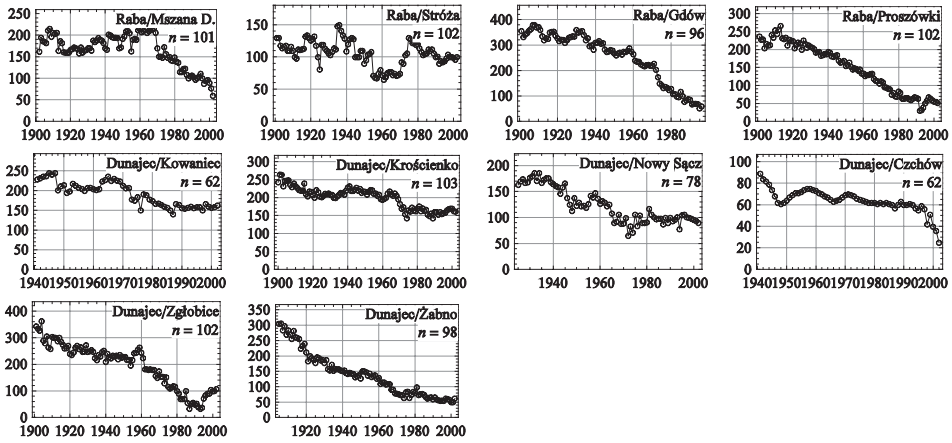 Raba/Mszana D.
n = 101
250
200
150
100
50
0
1900 1920 1940 1960 1980 2000
Raba/Stróża
n = 102
150
100
50
0
1900 1920 1940 1960 1980 2000
Raba/Gdów
n = 96
400
300
200
100
0
1900 1920 1940 1960 1980
Raba/Proszówki
n = 102
300
250
200
150
100
50
0
1900 1920 1940 1960 1980 2000
Dunajec/Kowaniec
n = 62
250
200
150
100
50
0
1940 1950 1960 1970 1980 1990 2000
Dunajec/Krościenko
n = 103
300
250
200
150
100
50
0
1900 1920 1940 1960 1980 2000
Dunajec/Nowy Sącz
n = 78
200
150
100
50
0
1940 1960 1980 2000
Dunajec/Czchów
n = 62
100
80
60
40
20
0
1940 1950 1960 1970 1980 1990 2000
Dunajec/Zgłobice
n = 102
400
300
200
100
0
1900 1920 1940 1960 1980 2000
Dunajec/Żabno
n = 98
350
300
250
200
150
100
50
0
1920 1940 1960 1980 2000